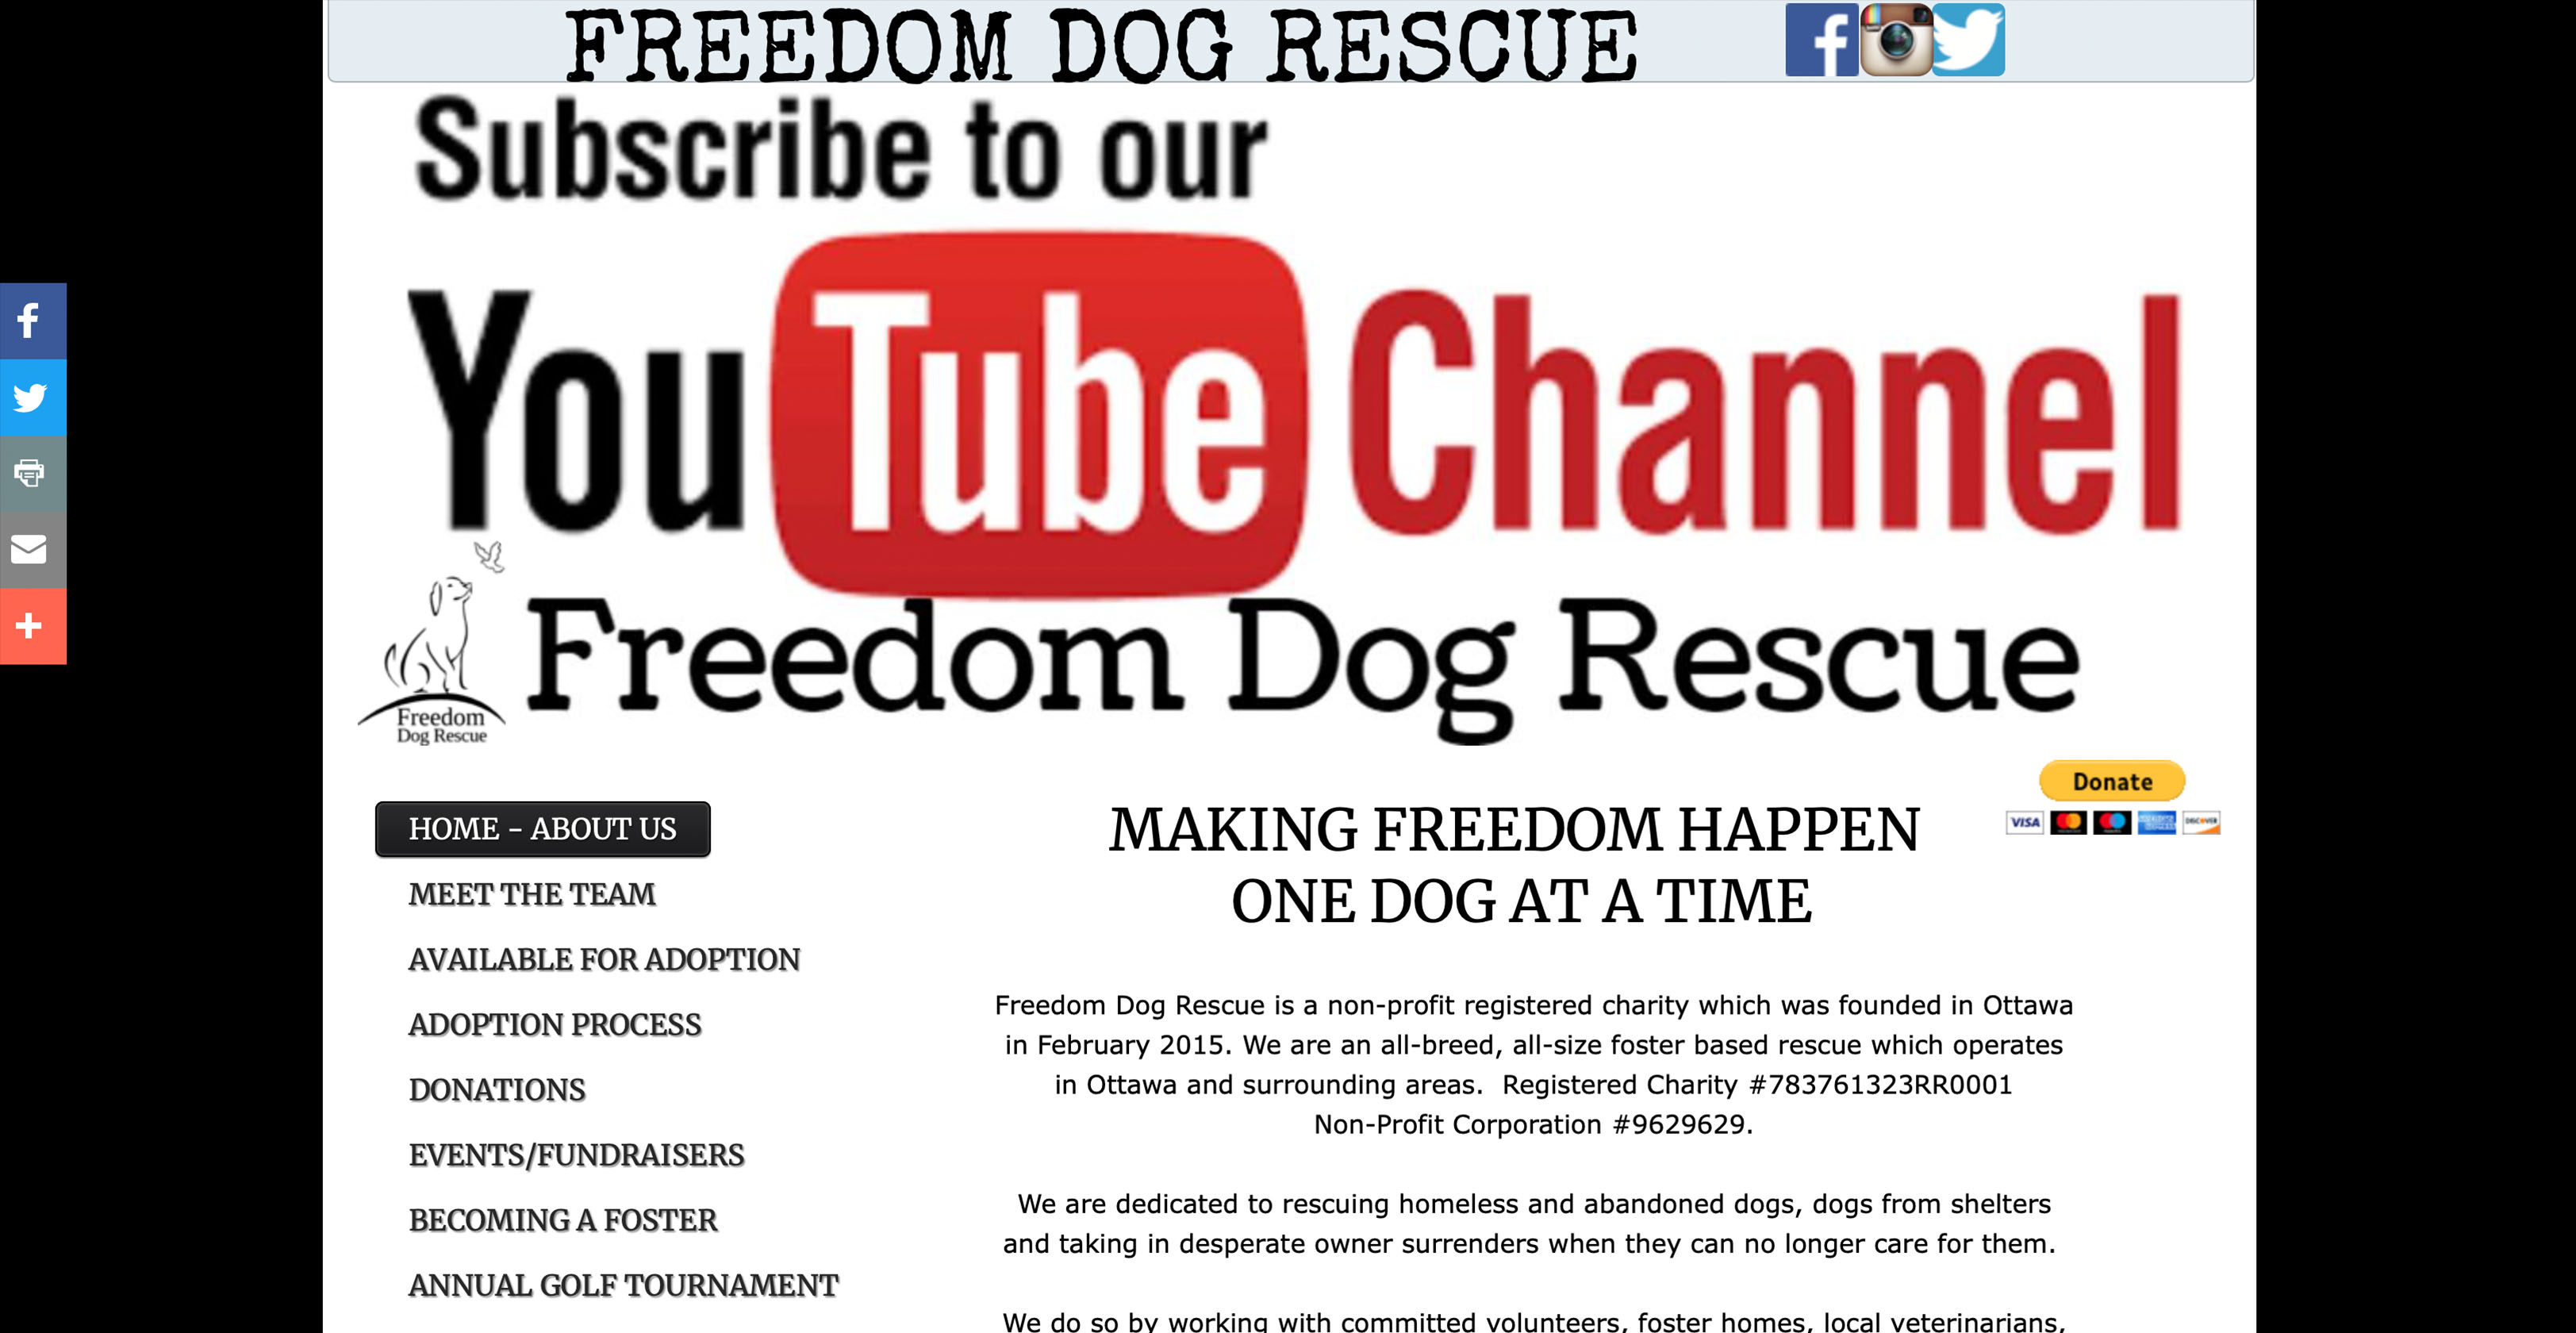 FREEDOM DOG RESCUE
Subscribe to our
YouTube Channel
Freedom Dog Rescue
Freedom
Dog Rescue
Donate
VISA
AMERICAN EXPRESS
DISCOVER
HOME - ABOUT US
MEET THE TEAM
AVAILABLE FOR ADOPTION
ADOPTION PROCESS
DONATIONS
EVENTS/FUNDRAISERS
BECOMING A FOSTER
ANNUAL GOLF TOURNAMENT
MAKING FREEDOM HAPPEN
ONE DOG AT A TIME
Freedom Dog Rescue is a non-profit registered charity which was founded in Ottawa
in February 2015. We are an all-breed, all-size foster based rescue which operates
in Ottawa and surrounding areas.  Registered Charity #783761323RR0001
Non-Profit Corporation #9629629.
We are dedicated to rescuing homeless and abandoned dogs, dogs from shelters
and taking in desperate owner surrenders when they can no longer care for them.
We do so by working with committed volunteers, foster homes, local veterinarians,